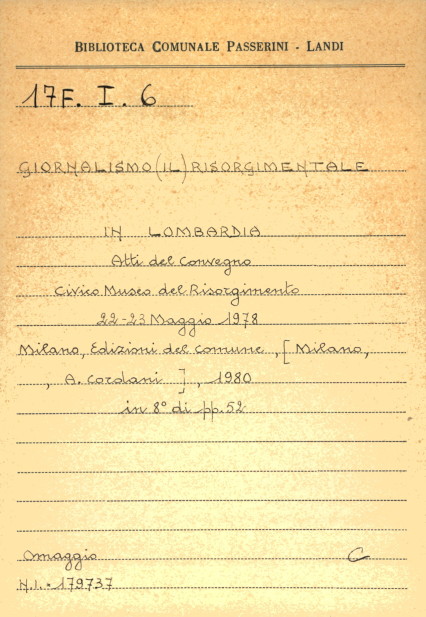 BIBLIOTECA COMUNALE PASSERINI - LANDI
17F. I. 6
GIORNALISMO (IL) RISORGIMENTALE
IN LOMBARDIA
Atti del Convegno
Civico Museo del Risorgimento
22-23 Maggio 1978
Milano, Edizioni del Comune, [Milano,
, A. Cordani ], 1980
in 8° di pp. 52
omaggio C
N.I. = 179737